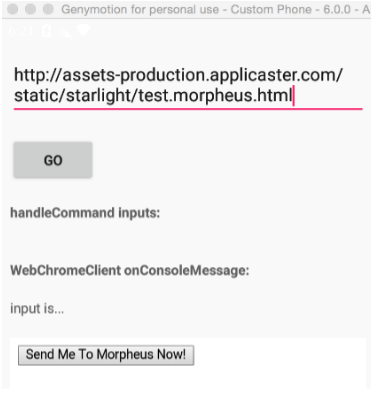 Genymotion for personal use - Custom Phone - 6.0.0 - A
http://assets-production.applicaster.com/
static/starlight/test.morpheus.html
GO
handleCommand inputs:
WebChromeClient onConsoleMessage:
input is...
Send Me To Morpheus Now!